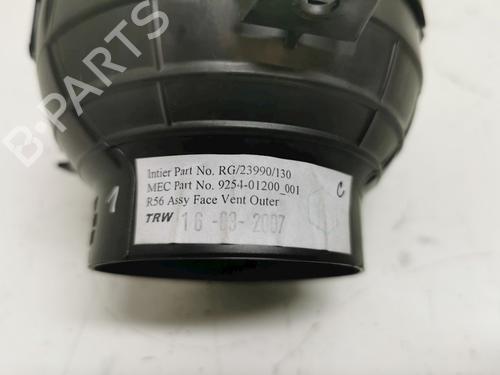 B-PARTS
Intier Part No. RG/23990/130
MEC Part No. 9254-01200_001
R56 Assy Face Vent Outer
TRW 16-03-2007
C
1